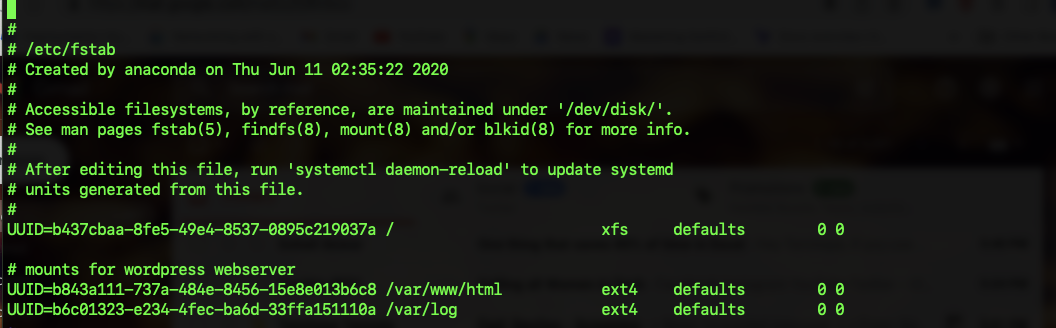 #
# /etc/fstab
# Created by anaconda on Thu Jun 11 02:35:22 2020
#
# Accessible filesystems, by reference, are maintained under '/dev/disk/'.
# See man pages fstab(5), findfs(8), mount(8) and/or blkid(8) for more info.
#
# After editing this file, run 'systemctl daemon-reload' to update systemd
# units generated from this file.
#
UUID=b437cbaa-8fe5-49e4-8537-0895c219037a / xfs defaults 0 0
# mounts for wordpress webserver
UUID=b843a111-737a-484e-8456-15e8e013b6c8 /var/www/html ext4 defaults 0 0
UUID=b6c01323-e234-4fec-ba6d-33ffa151110a /var/log ext4 defaults 0 0